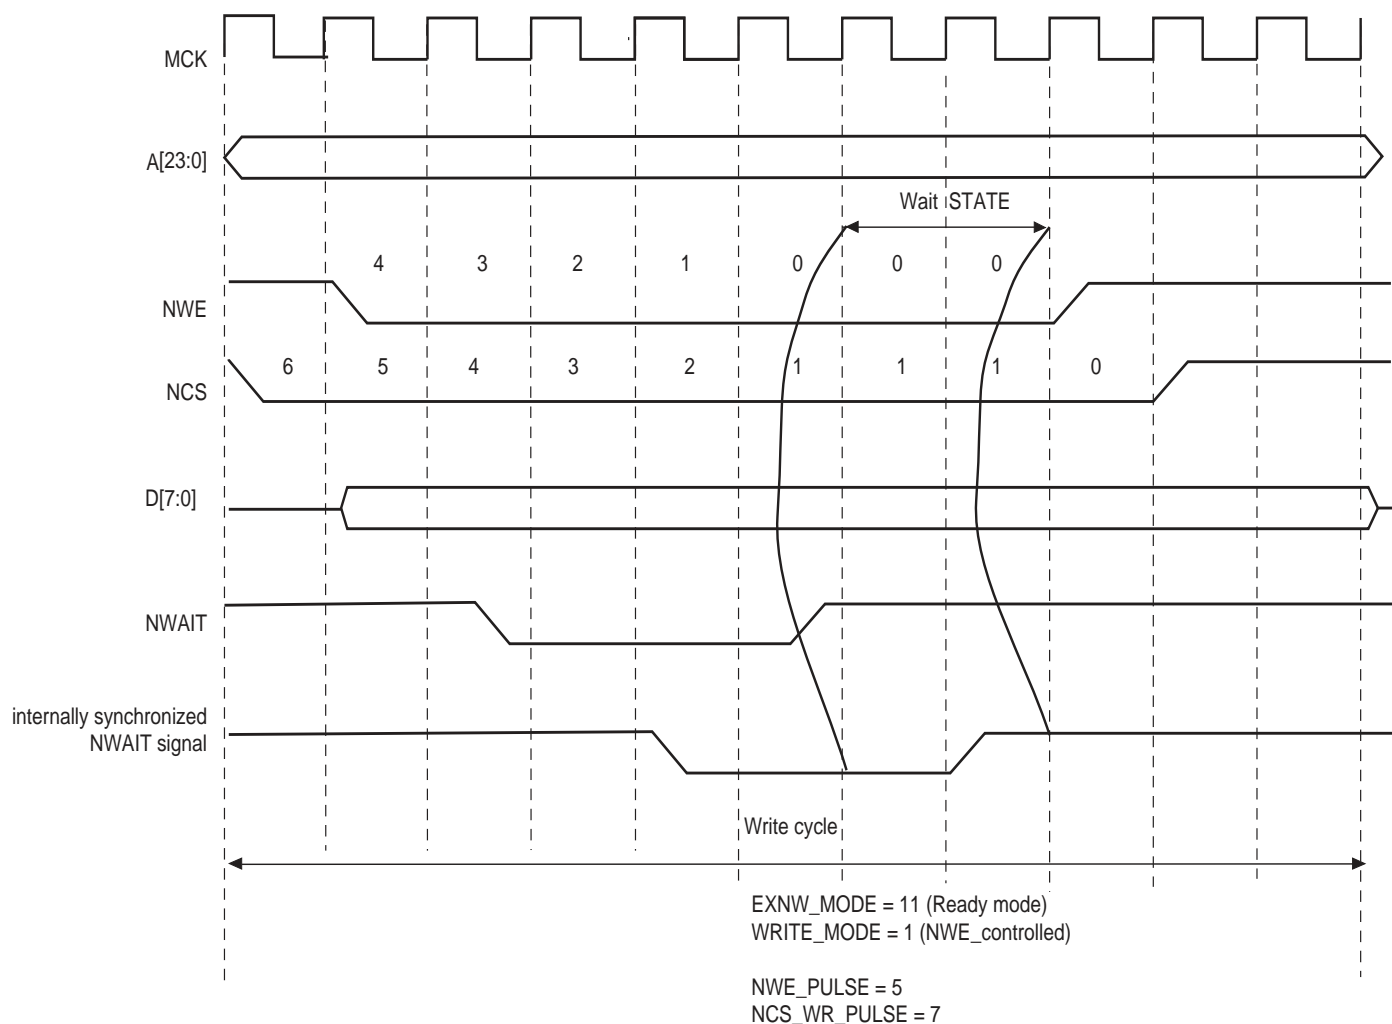 MCK
A[23:0]
Wait STATE
4 3 2 1 0 0 0
NWE
6 5 4 3 2 1 1 1 0
NCS
D[7:0]
NWAIT
internally synchronized
NWAIT signal
Write cycle
EXNW_MODE = 11 (Ready mode)
WRITE_MODE = 1 (NWE_controlled)
NWE_PULSE = 5
NCS_WR_PULSE = 7